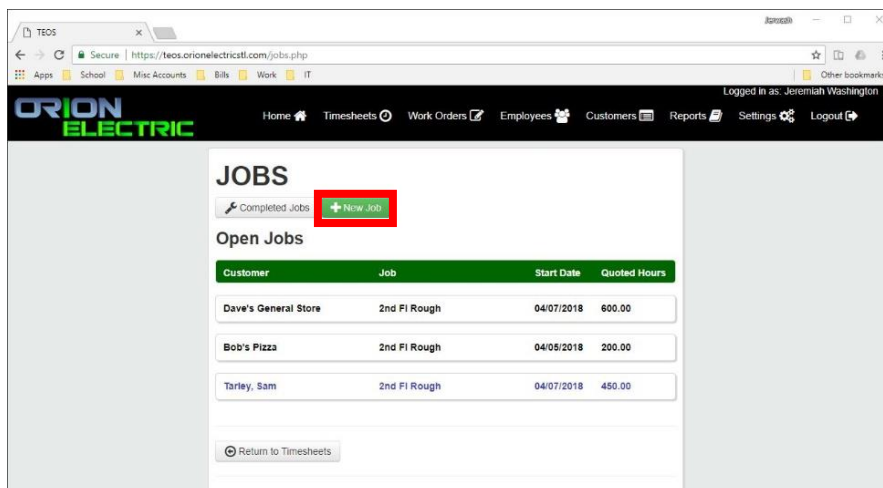 Jeremiah
TEOS
Secure | https://teos.orionelectricstl.com/jobs.php
Apps School Misc Accounts Bills Work IT Other bookmarks
Logged in as: Jeremiah Washington
ORION
ELECTRIC
Home Timesheets Work Orders Employees Customers Reports Settings Logout
JOBS
Completed Jobs New Job
Open Jobs
Customer Job Start Date Quoted Hours
Dave's General Store 2nd Fl Rough 04/07/2018 600.00
Bob's Pizza 2nd Fl Rough 04/05/2018 200.00
Tarley, Sam 2nd Fl Rough 04/07/2018 450.00
Return to Timesheets